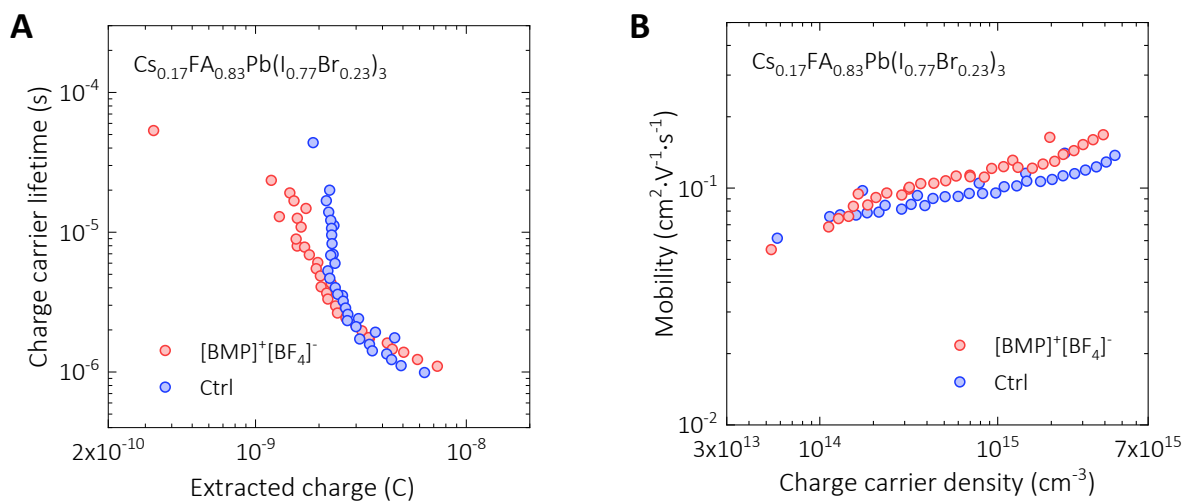 A
Cs₀.₁₇FA₀.₈₃Pb(I₀.₇₇Br₀.₂₃)₃
Charge carrier lifetime (s)
10⁻⁴
10⁻⁵
10⁻⁶
[BMP]⁺[BF₄]⁻
Ctrl
2x10⁻¹⁰
10⁻⁹
10⁻⁸
Extracted charge (C)
B
Cs₀.₁₇FA₀.₈₃Pb(I₀.₇₇Br₀.₂₃)₃
Mobility (cm²·V⁻¹·s⁻¹)
10⁻¹
10⁻²
[BMP]⁺[BF₄]⁻
Ctrl
3x10¹³
10¹⁴
10¹⁵
7x10¹⁵
Charge carrier density (cm⁻³)